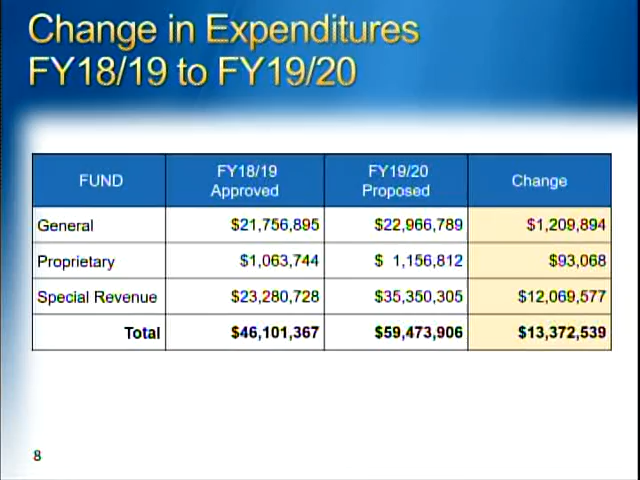 Change in Expenditures
FY18/19 to FY19/20
FUND FY18/19 Approved FY19/20 Proposed Change
General $21,756,895 $22,966,789 $1,209,894
Proprietary $1,063,744 $ 1,156,812 $93,068
Special Revenue $23,280,728 $35,350,305 $12,069,577
Total $46,101,367 $59,473,906 $13,372,539
8